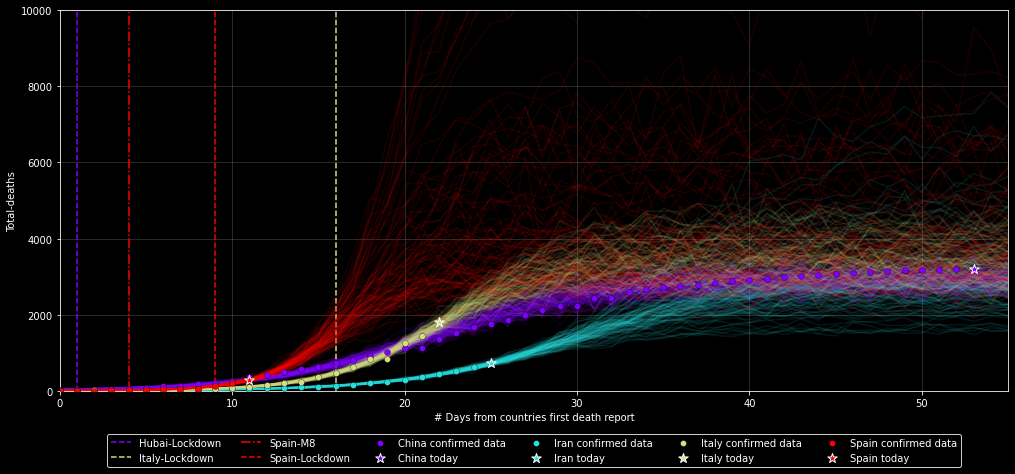 10000
8000
6000
4000
2000
0
Total-deaths
0 10 20 30 40 50
# Days from countries first death report
Hubai-Lockdown Spain-M8 China confirmed data Iran confirmed data Italy confirmed data Spain confirmed data
Italy-Lockdown Spain-Lockdown China today Iran today Italy today Spain today